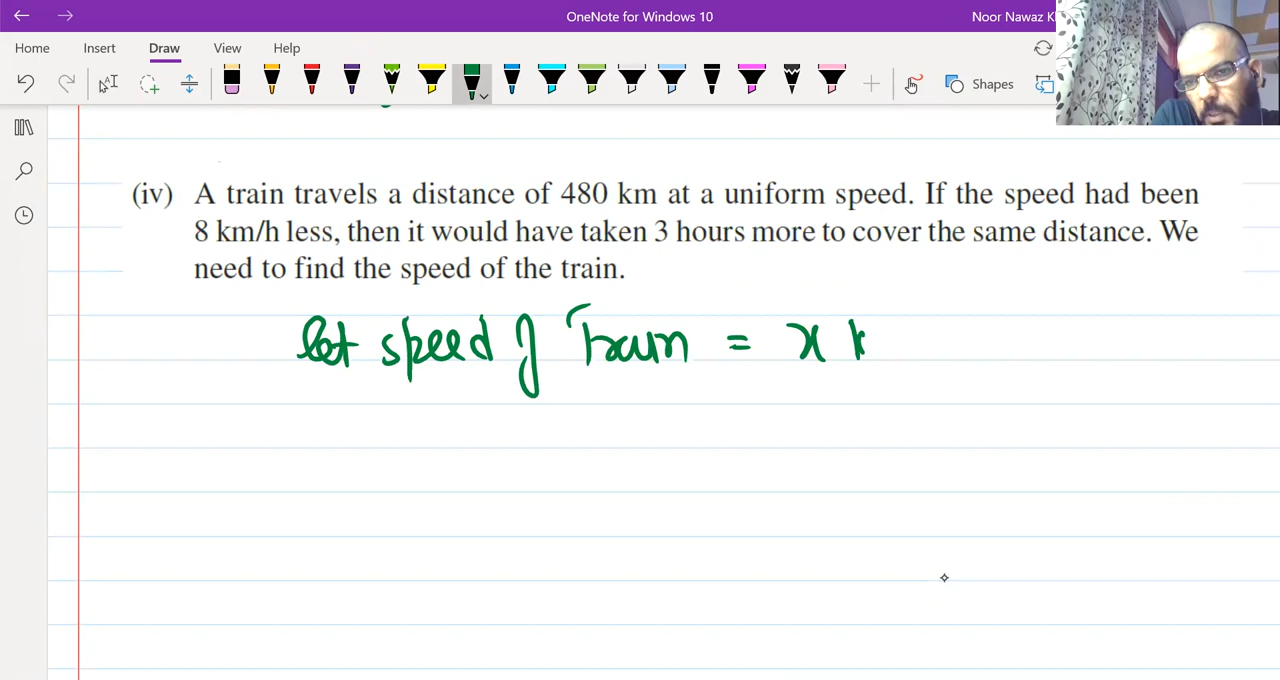 OneNote for Windows 10
Noor Nawaz K
Home Insert Draw View Help
Shapes
(iv) A train travels a distance of 480 km at a uniform speed. If the speed had been
8 km/h less, then it would have taken 3 hours more to cover the same distance. We
need to find the speed of the train.
let speed of Train = x k